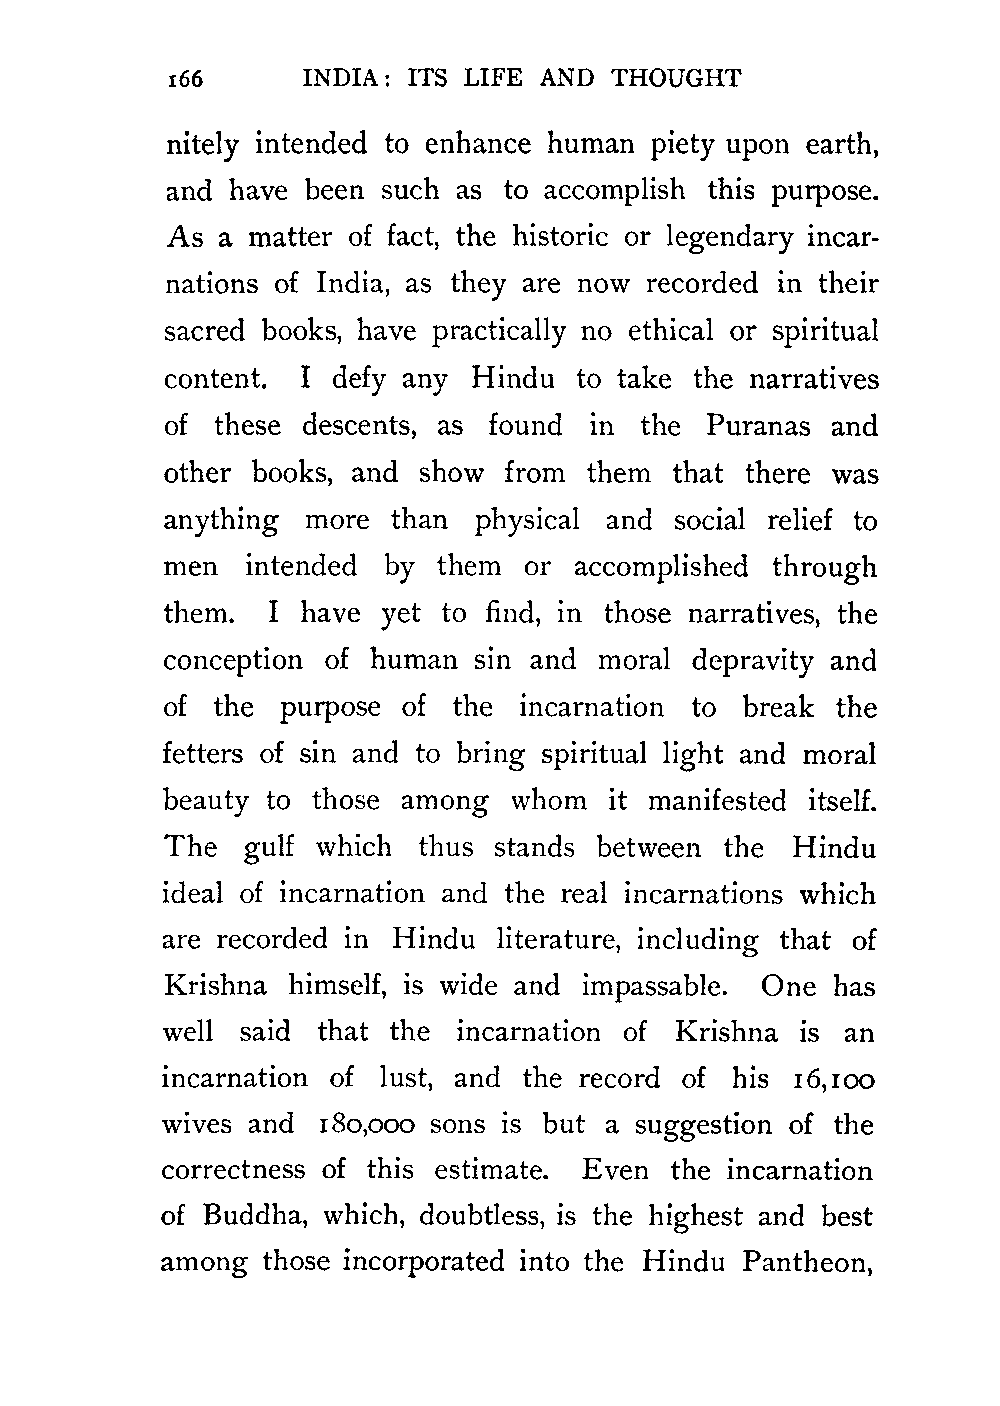 166 INDIA: ITS LIFE AND THOUGHT
nitely intended to enhance human piety upon earth,
and have been such as to accomplish this purpose.
As a matter of fact, the historic or legendary incar-
nations of India, as they are now recorded in their
sacred books, have practically no ethical or spiritual
content. I defy any Hindu to take the narratives
of these descents, as found in the Puranas and
other books, and show from them that there was
anything more than physical and social relief to
men intended by them or accomplished through
them. I have yet to find, in those narratives, the
conception of human sin and moral depravity and
of the purpose of the incarnation to break the
fetters of sin and to bring spiritual light and moral
beauty to those among whom it manifested itself.
The gulf which thus stands between the Hindu
ideal of incarnation and the real incarnations which
are recorded in Hindu literature, including that of
Krishna himself, is wide and impassable. One has
well said that the incarnation of Krishna is an
incarnation of lust, and the record of his 16,100
wives and 180,000 sons is but a suggestion of the
correctness of this estimate. Even the incarnation
of Buddha, which, doubtless, is the highest and best
among those incorporated into the Hindu Pantheon,